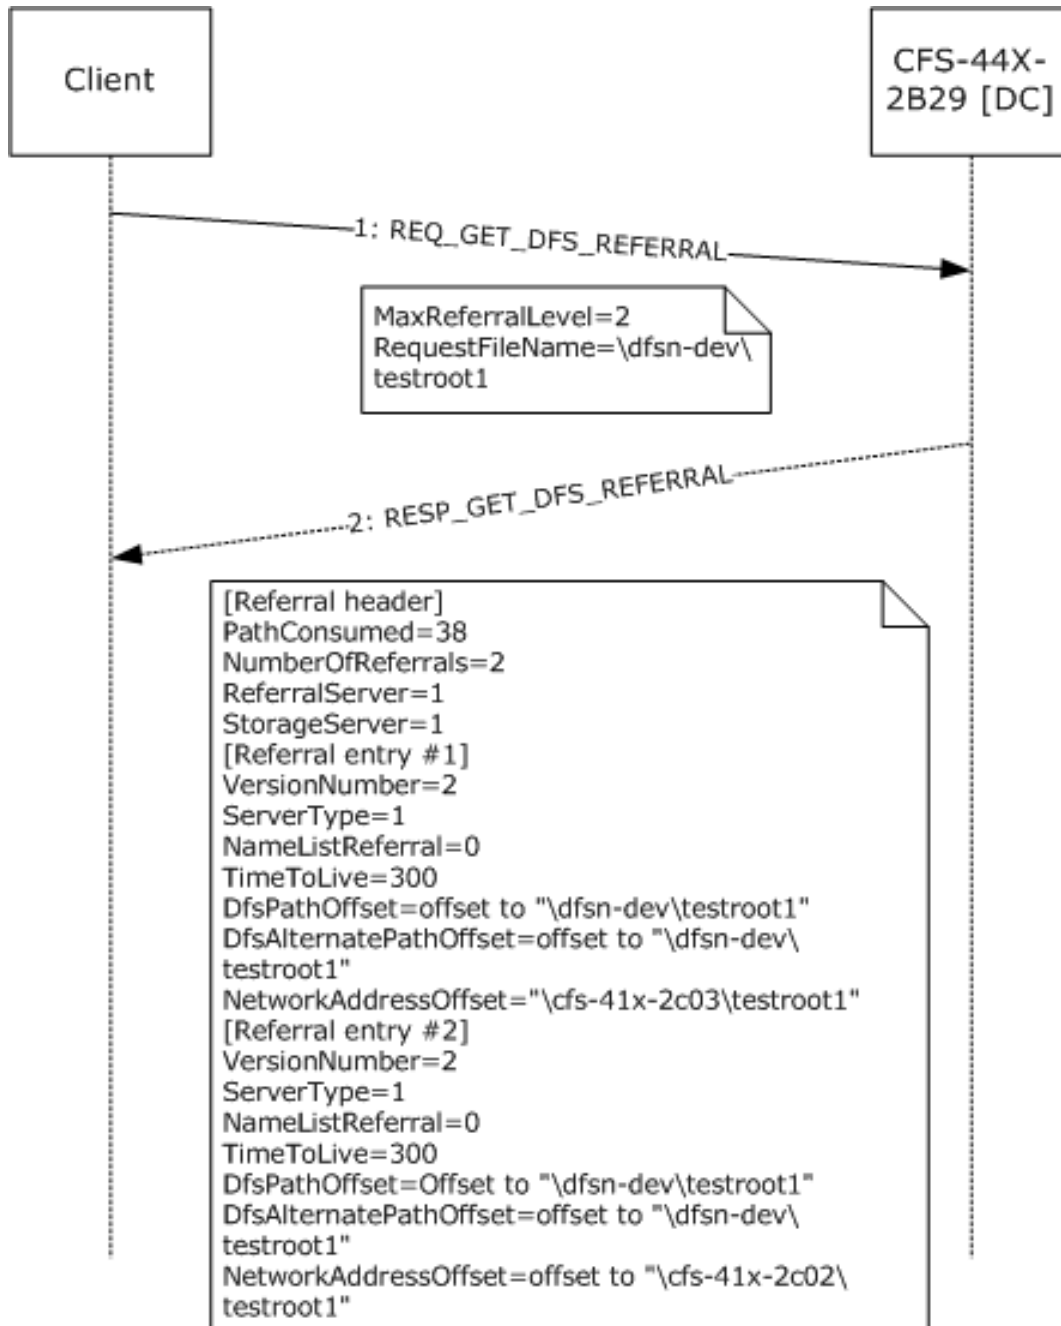 Client
CFS-44X-
2B29 [DC]
1: REQ_GET_DFS_REFERRAL
MaxReferralLevel=2
RequestFileName=\dfsn-dev\
testroot1
2: RESP_GET_DFS_REFERRAL
[Referral header]
PathConsumed=38
NumberOfReferrals=2
ReferralServer=1
StorageServer=1
[Referral entry #1]
VersionNumber=2
ServerType=1
NameListReferral=0
TimeToLive=300
DfsPathOffset=offset to "\dfsn-dev\testroot1"
DfsAlternatePathOffset=offset to "\dfsn-dev\
testroot1"
NetworkAddressOffset="\cfs-41x-2c03\testroot1"
[Referral entry #2]
VersionNumber=2
ServerType=1
NameListReferral=0
TimeToLive=300
DfsPathOffset=Offset to "\dfsn-dev\testroot1"
DfsAlternatePathOffset=offset to "\dfsn-dev\
testroot1"
NetworkAddressOffset=offset to "\cfs-41x-2c02\
testroot1"